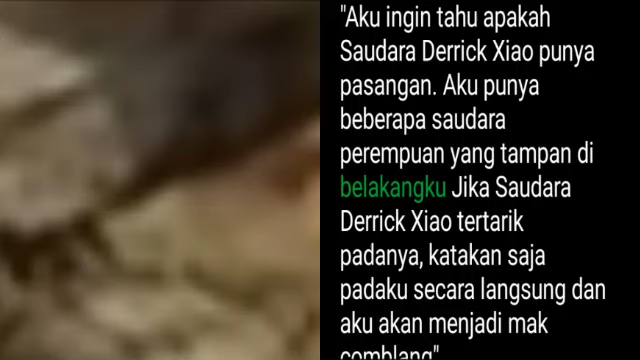 "Aku ingin tahu apakah
Saudara Derrick Xiao punya
pasangan. Aku punya
beberapa saudara
perempuan yang tampan di
belakangku Jika Saudara
Derrick Xiao tertarik
padanya, katakan saja
padaku secara langsung dan
aku akan menjadi mak
comblang"